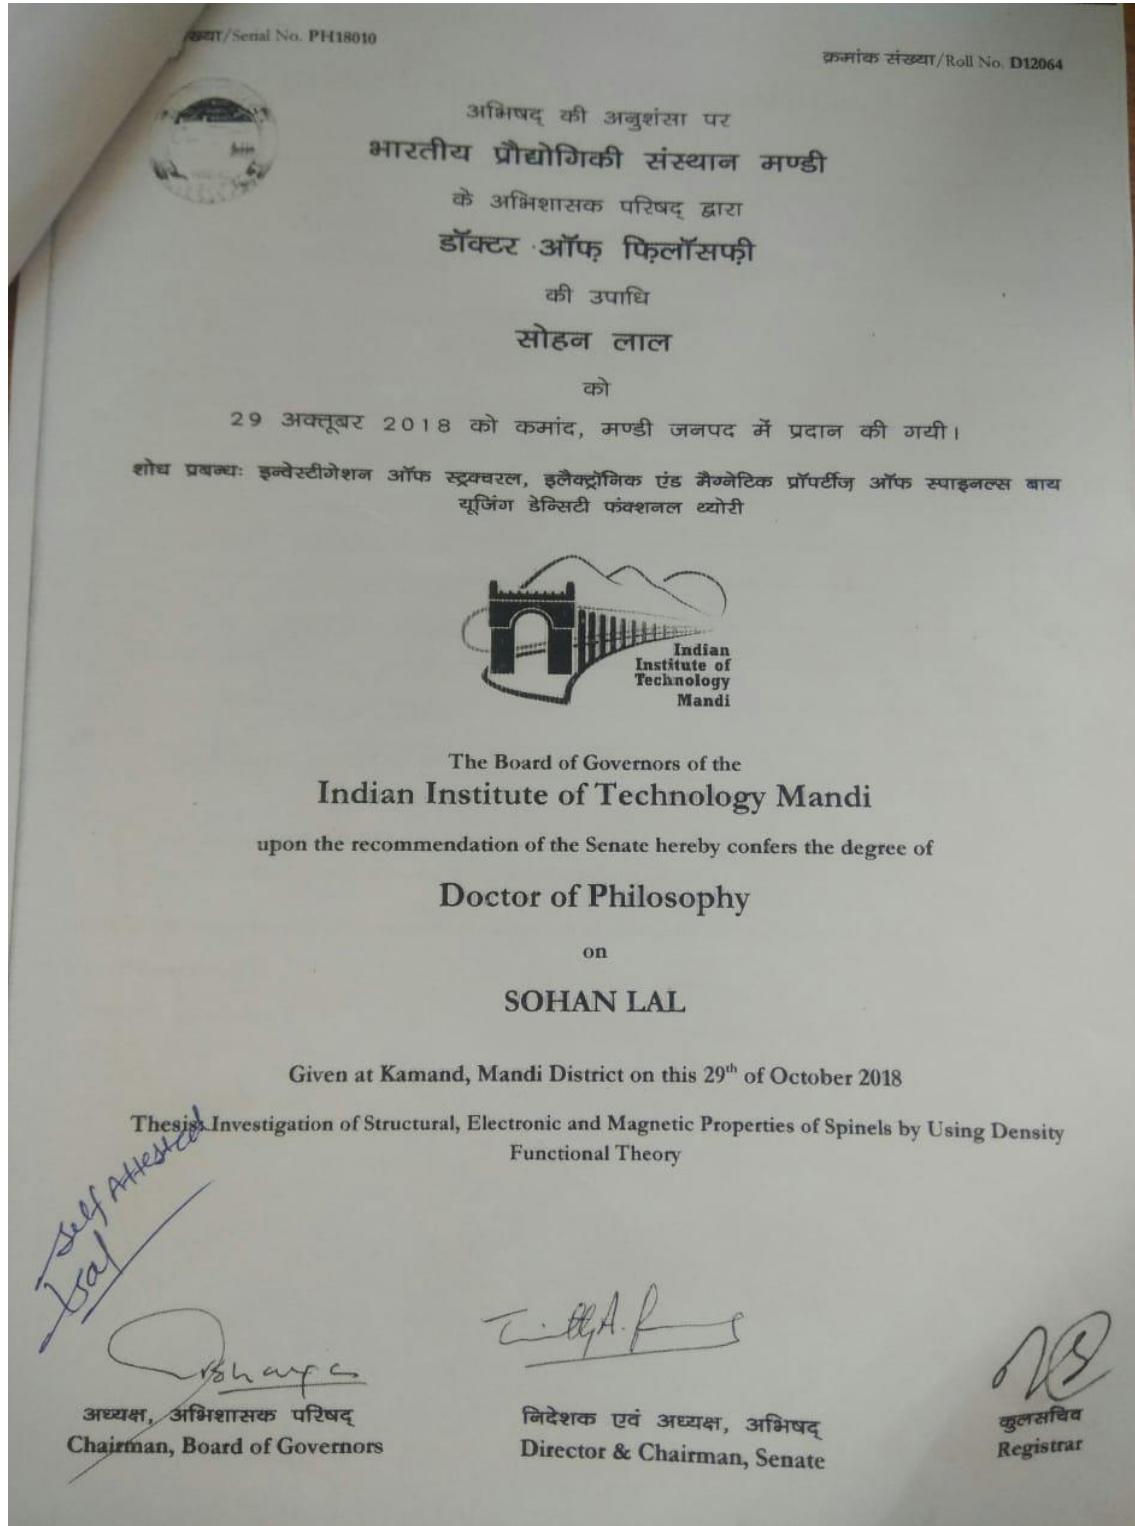 ख्या/Serial No. PH18010
क्रमांक संख्या/Roll No. D12064
अभिषद् की अनुशंसा पर
भारतीय प्रौद्योगिकी संस्थान मण्डी
के अभिशासक परिषद् द्वारा
डॉक्टर ऑफ़ फ़िलॉसफ़ी
की उपाधि
सोहन लाल
को
29 अक्तूबर 2018 को कमांद, मण्डी जनपद में प्रदान की गयी।
शोध प्रबन्धः इन्वेस्टीगेशन ऑफ स्ट्रक्चरल, इलैक्ट्रॉनिक एंड मैग्नेटिक प्रॉपर्टीज़ ऑफ स्पाइनल्स बाय
यूजिंग डेन्सिटी फंक्शनल थ्योरी
Indian
Institute of
Technology
Mandi
The Board of Governors of the
Indian Institute of Technology Mandi
upon the recommendation of the Senate hereby confers the degree of
Doctor of Philosophy
on
SOHAN LAL
Given at Kamand, Mandi District on this 29th of October 2018
Thesis: Investigation of Structural, Electronic and Magnetic Properties of Spinels by Using Density
Functional Theory
Self Attested
अध्यक्ष, अभिशासक परिषद्
Chairman, Board of Governors
निदेशक एवं अध्यक्ष, अभिषद्
Director & Chairman, Senate
कुलसचिव
Registrar